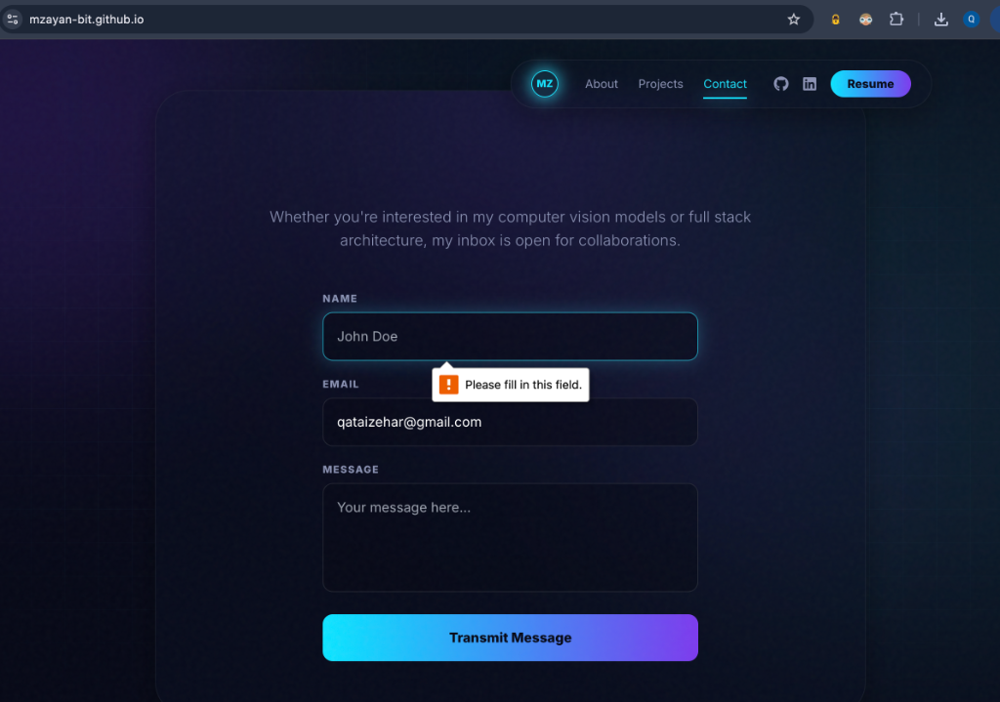 mzayan-bit.github.io
Q
MZ
About
Projects
Contact
Resume
Whether you're interested in my computer vision models or full stack
architecture, my inbox is open for collaborations.
NAME
John Doe
Please fill in this field.
EMAIL
qataizehar@gmail.com
MESSAGE
Your message here...
Transmit Message